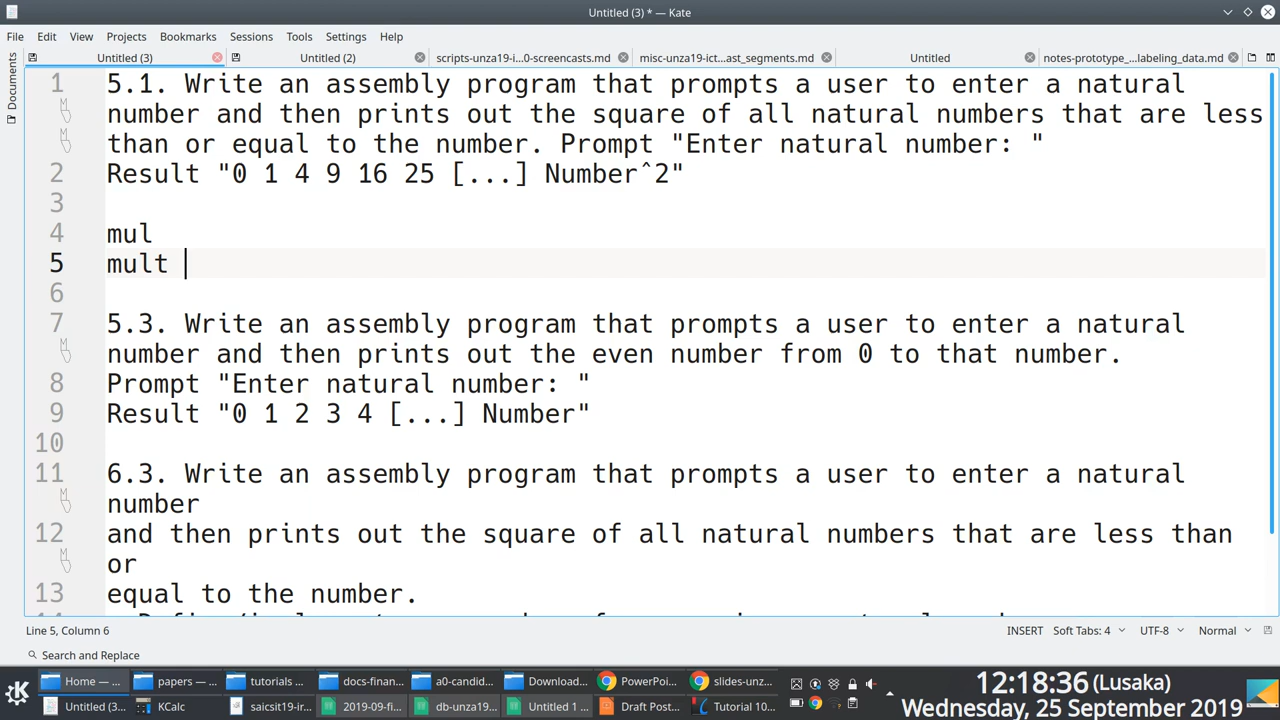 Untitled (3) * — Kate
File Edit View Projects Bookmarks Sessions Tools Settings Help
Untitled (3) Untitled (2) scripts-unza19-i...0-screencasts.md misc-unza19-ict...ast_segments.md Untitled notes-prototype_...labeling_data.md
Documents
1 5.1. Write an assembly program that prompts a user to enter a natural
number and then prints out the square of all natural numbers that are less
than or equal to the number. Prompt "Enter natural number: "
2 Result "0 1 4 9 16 25 [...] Number^2"
3
4 mul
5 mult
6
7 5.3. Write an assembly program that prompts a user to enter a natural
number and then prints out the even number from 0 to that number.
8 Prompt "Enter natural number: "
9 Result "0 1 2 3 4 [...] Number"
10
11 6.3. Write an assembly program that prompts a user to enter a natural
number
12 and then prints out the square of all natural numbers that are less than
or
13 equal to the number.
Line 5, Column 6 INSERT Soft Tabs: 4 UTF-8 Normal
Search and Replace
Home — ... papers — ... tutorials ... docs-finan... a0-candid... Download... PowerPoi... slides-unz...
Untitled (3... KCalc saicsit19-ir... 2019-09-fi... db-unza19... Untitled 1 ... Draft Post... Tutorial 10...
12:18:36 (Lusaka)
Wednesday, 25 September 2019